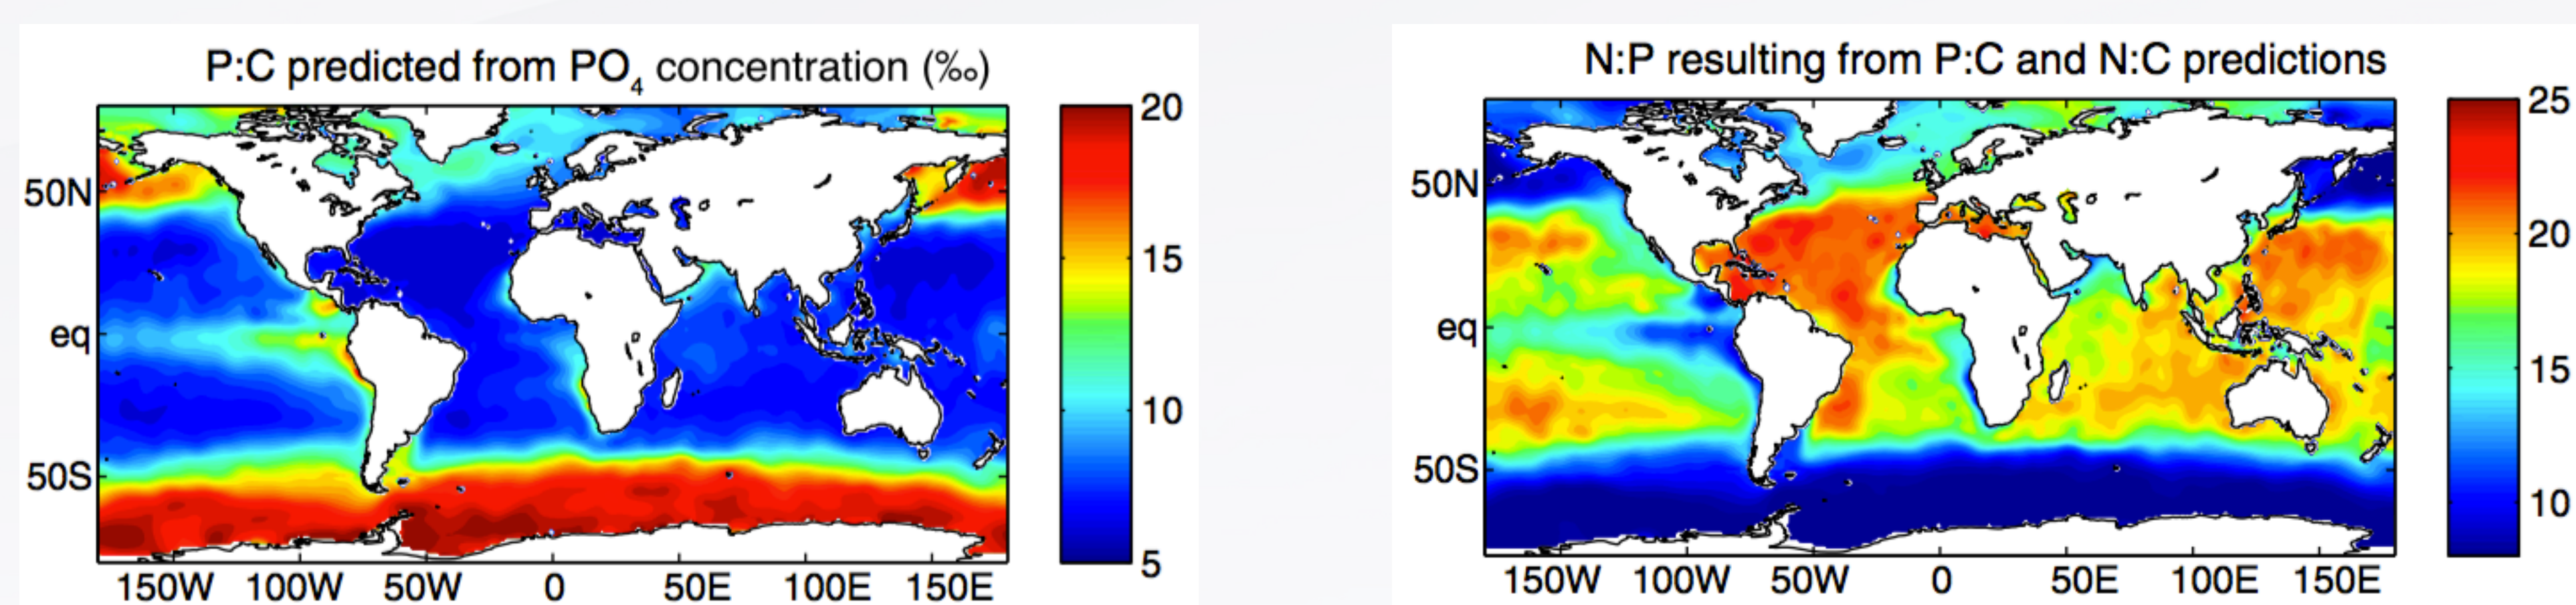 P:C predicted from PO4 concentration (‰)
50N
eq
50S
150W 100W 50W 0 50E 100E 150E
20
15
10
5
N:P resulting from P:C and N:C predictions
50N
eq
50S
150W 100W 50W 0 50E 100E 150E
25
20
15
10